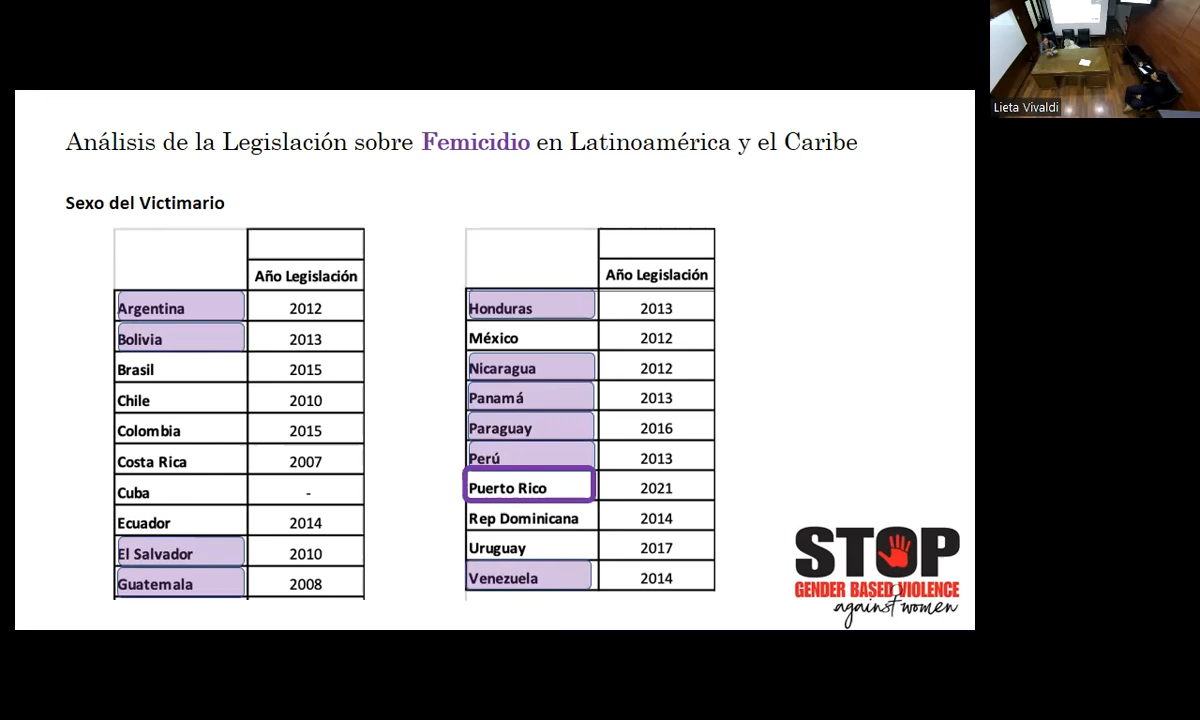 Análisis de la Legislación sobre Femicidio en Latinoamérica y el Caribe
Sexo del Victimario
Año Legislación
Argentina 2012
Bolivia 2013
Brasil 2015
Chile 2010
Colombia 2015
Costa Rica 2007
Cuba -
Ecuador 2014
El Salvador 2010
Guatemala 2008
Año Legislación
Honduras 2013
México 2012
Nicaragua 2012
Panamá 2013
Paraguay 2016
Perú 2013
Puerto Rico 2021
Rep Dominicana 2014
Uruguay 2017
Venezuela 2014
STOP
GENDER BASED VIOLENCE
against women
Lieta Vivaldi